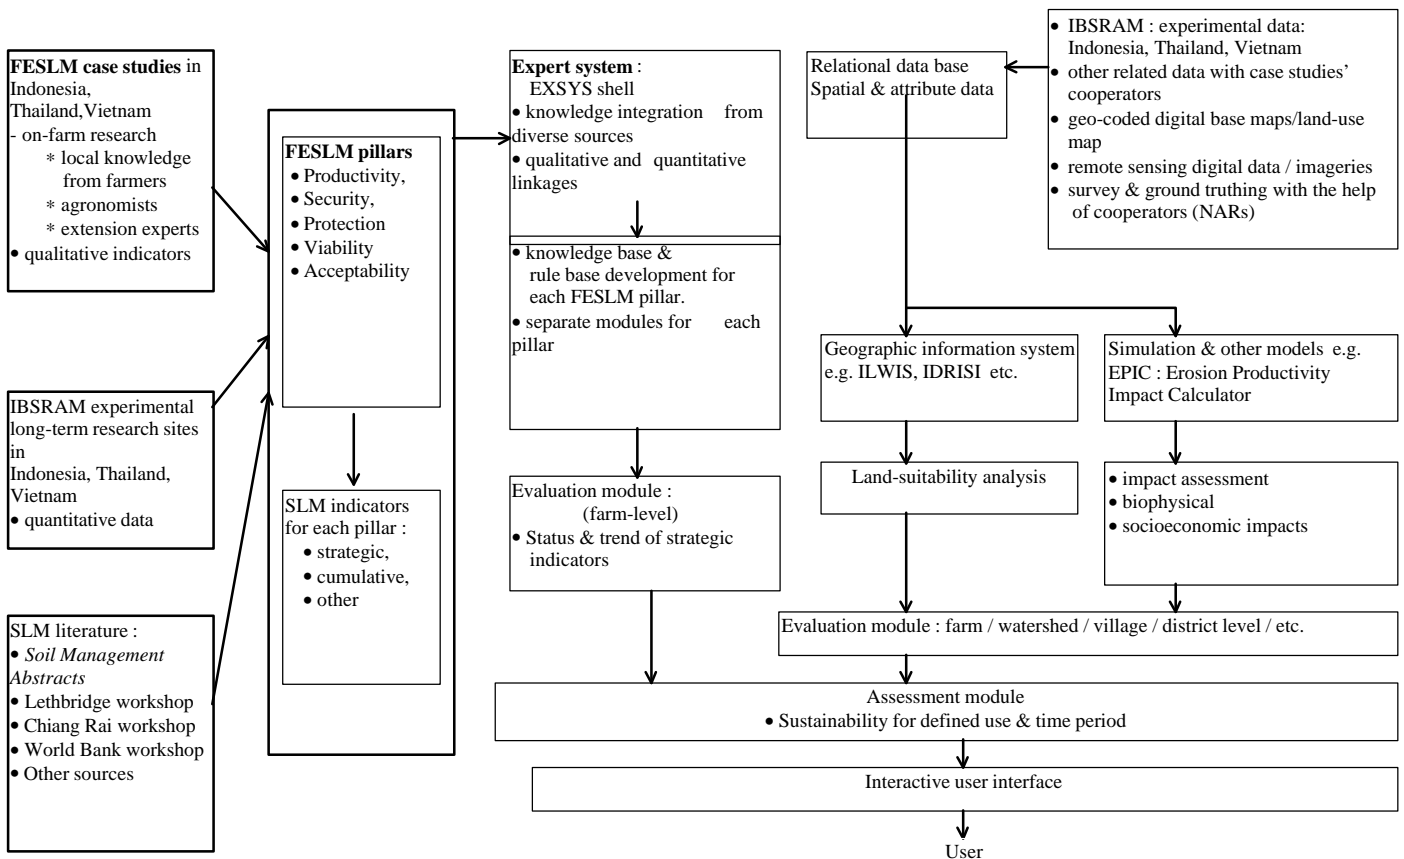 FESLM case studies in
Indonesia,
Thailand,Vietnam
- on-farm research
* local knowledge
from farmers
* agronomists
* extension experts
• qualitative indicators
IBSRAM experimental
long-term research sites
in
Indonesia, Thailand,
Vietnam
• quantitative data
SLM literature :
• Soil Management
Abstracts
• Lethbridge workshop
• Chiang Rai workshop
• World Bank workshop
• Other sources
FESLM pillars
• Productivity,
• Security,
• Protection
• Viability
• Acceptability
SLM indicators
for each pillar :
• strategic,
• cumulative,
• other
Expert system :
EXSYS shell
• knowledge integration from
diverse sources
• qualitative and quantitative
linkages
• knowledge base &
rule base development for
each FESLM pillar.
• separate modules for each
pillar
Evaluation module :
(farm-level)
• Status & trend of strategic
indicators
Relational data base
Spatial & attribute data
• IBSRAM : experimental data:
Indonesia, Thailand, Vietnam
• other related data with case studies'
cooperators
• geo-coded digital base maps/land-use
map
• remote sensing digital data / imageries
• survey & ground truthing with the help
of cooperators (NARs)
Geographic information system
e.g. ILWIS, IDRISI etc.
Simulation & other models e.g.
EPIC : Erosion Productivity
Impact Calculator
Land-suitability analysis
• impact assessment
• biophysical
• socioeconomic impacts
Evaluation module : farm / watershed / village / district level / etc.
Assessment module
• Sustainability for defined use & time period
Interactive user interface
User